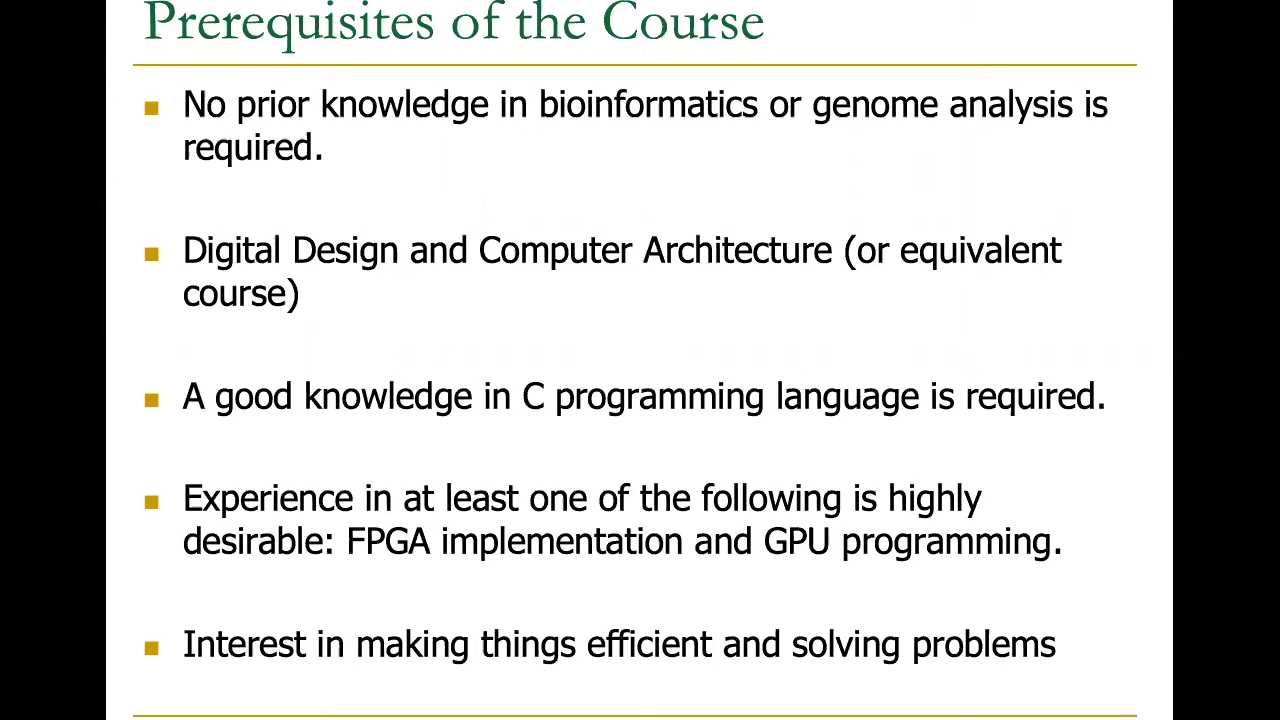 Prerequisites of the Course
No prior knowledge in bioinformatics or genome analysis is
required.
Digital Design and Computer Architecture (or equivalent
course)
A good knowledge in C programming language is required.
Experience in at least one of the following is highly
desirable: FPGA implementation and GPU programming.
Interest in making things efficient and solving problems